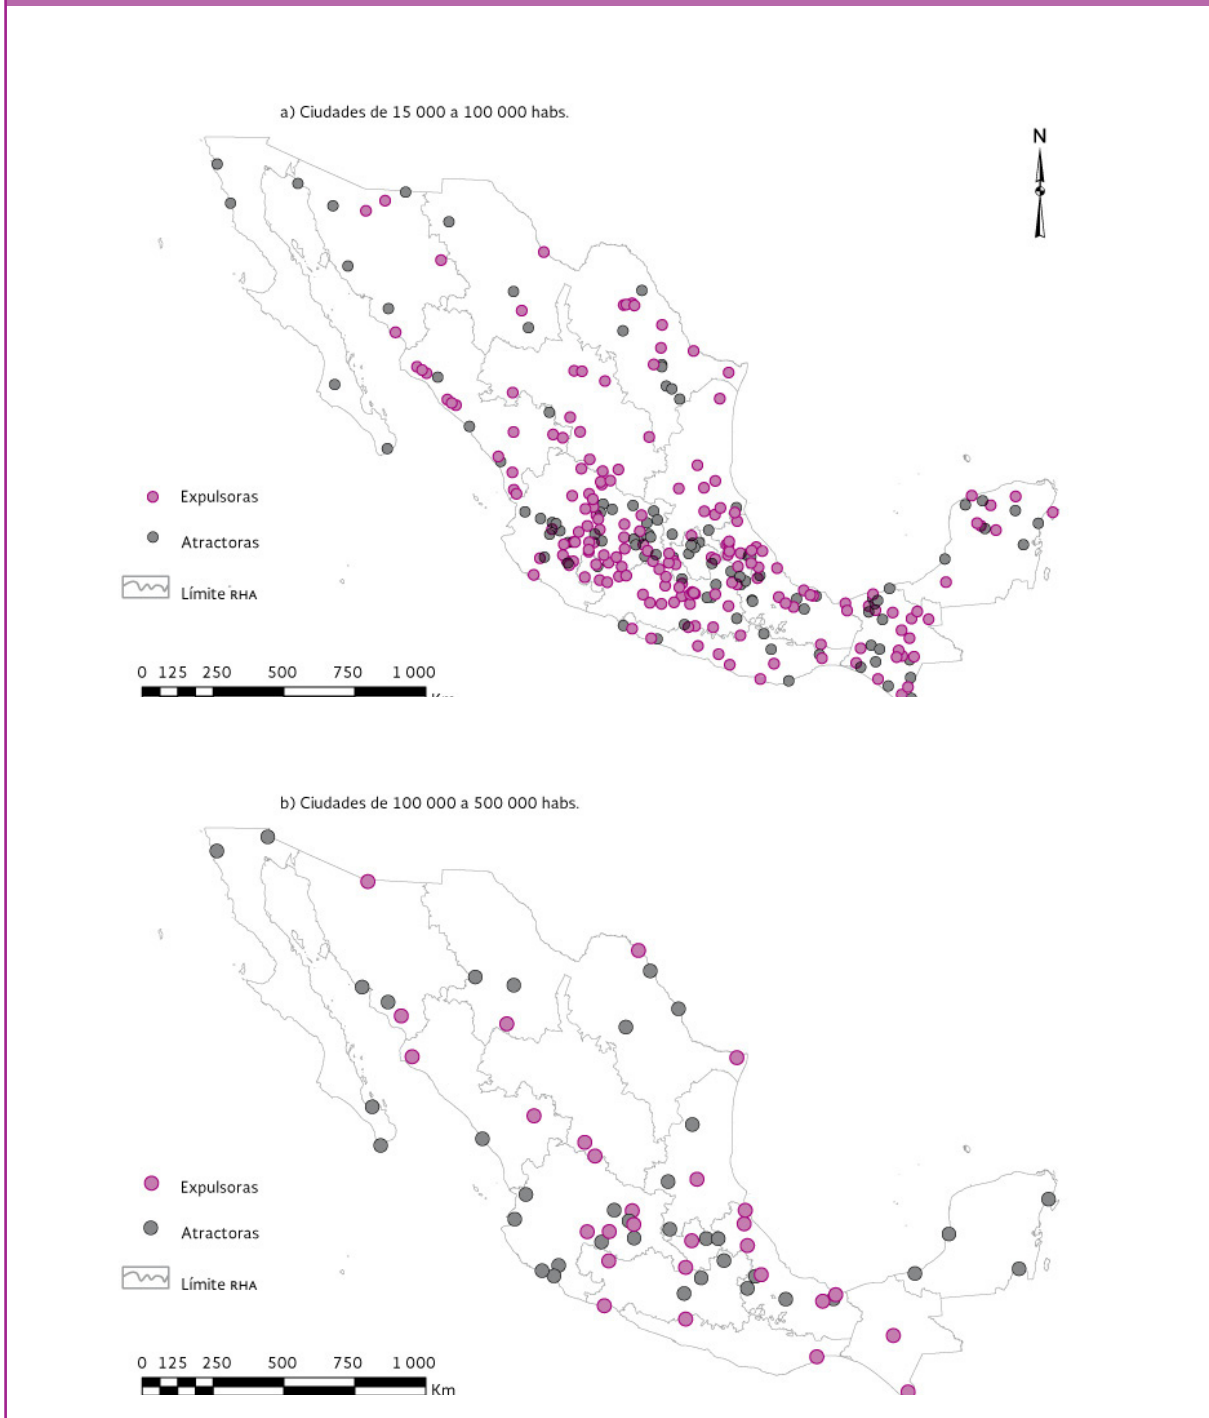 a) Ciudades de 15 000 a 100 000 habs.
N
Expulsoras
Atractoras
Límite RHA
0 125 250 500 750 1 000
Km
b) Ciudades de 100 000 a 500 000 habs.
Expulsoras
Atractoras
Límite RHA
0 125 250 500 750 1 000
Km